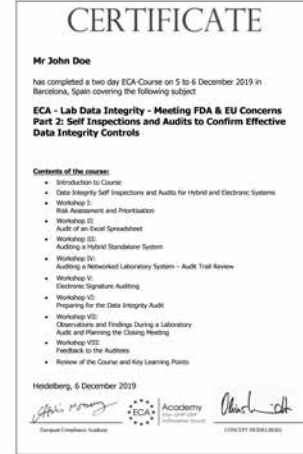 CERTIFICATE
Mr John Doe
has completed a two day ECA-Course on 5 to 6 December 2019 in
Barcelona, Spain covering the following subject
ECA - Lab Data Integrity - Meeting FDA & EU Concerns
Part 2: Self Inspections and Audits to Confirm Effective
Data Integrity Controls
Contents of the course:
• Introduction to Course
• Data Integrity Self Inspections and Audits for Hybrid and Electronic Systems
• Workshop I:
Risk Assessment and Prioritisation
• Workshop II:
Audit of an Excel Spreadsheet
• Workshop III:
Auditing a Hybrid Standalone System
• Workshop IV:
Auditing a Networked Laboratory System – Audit Trail Review
• Workshop V:
Electronic Signature Auditing
• Workshop VI:
Preparing for the Data Integrity Audit
• Workshop VII:
Observations and Findings During a Laboratory
Audit and Planning the Closing Meeting
• Workshop VIII:
Feedback to the Auditees
• Review of the Course and Key Learning Points
Heidelberg, 6 December 2019
ECA Academy
European Compliance Academy
CONCEPT HEIDELBERG